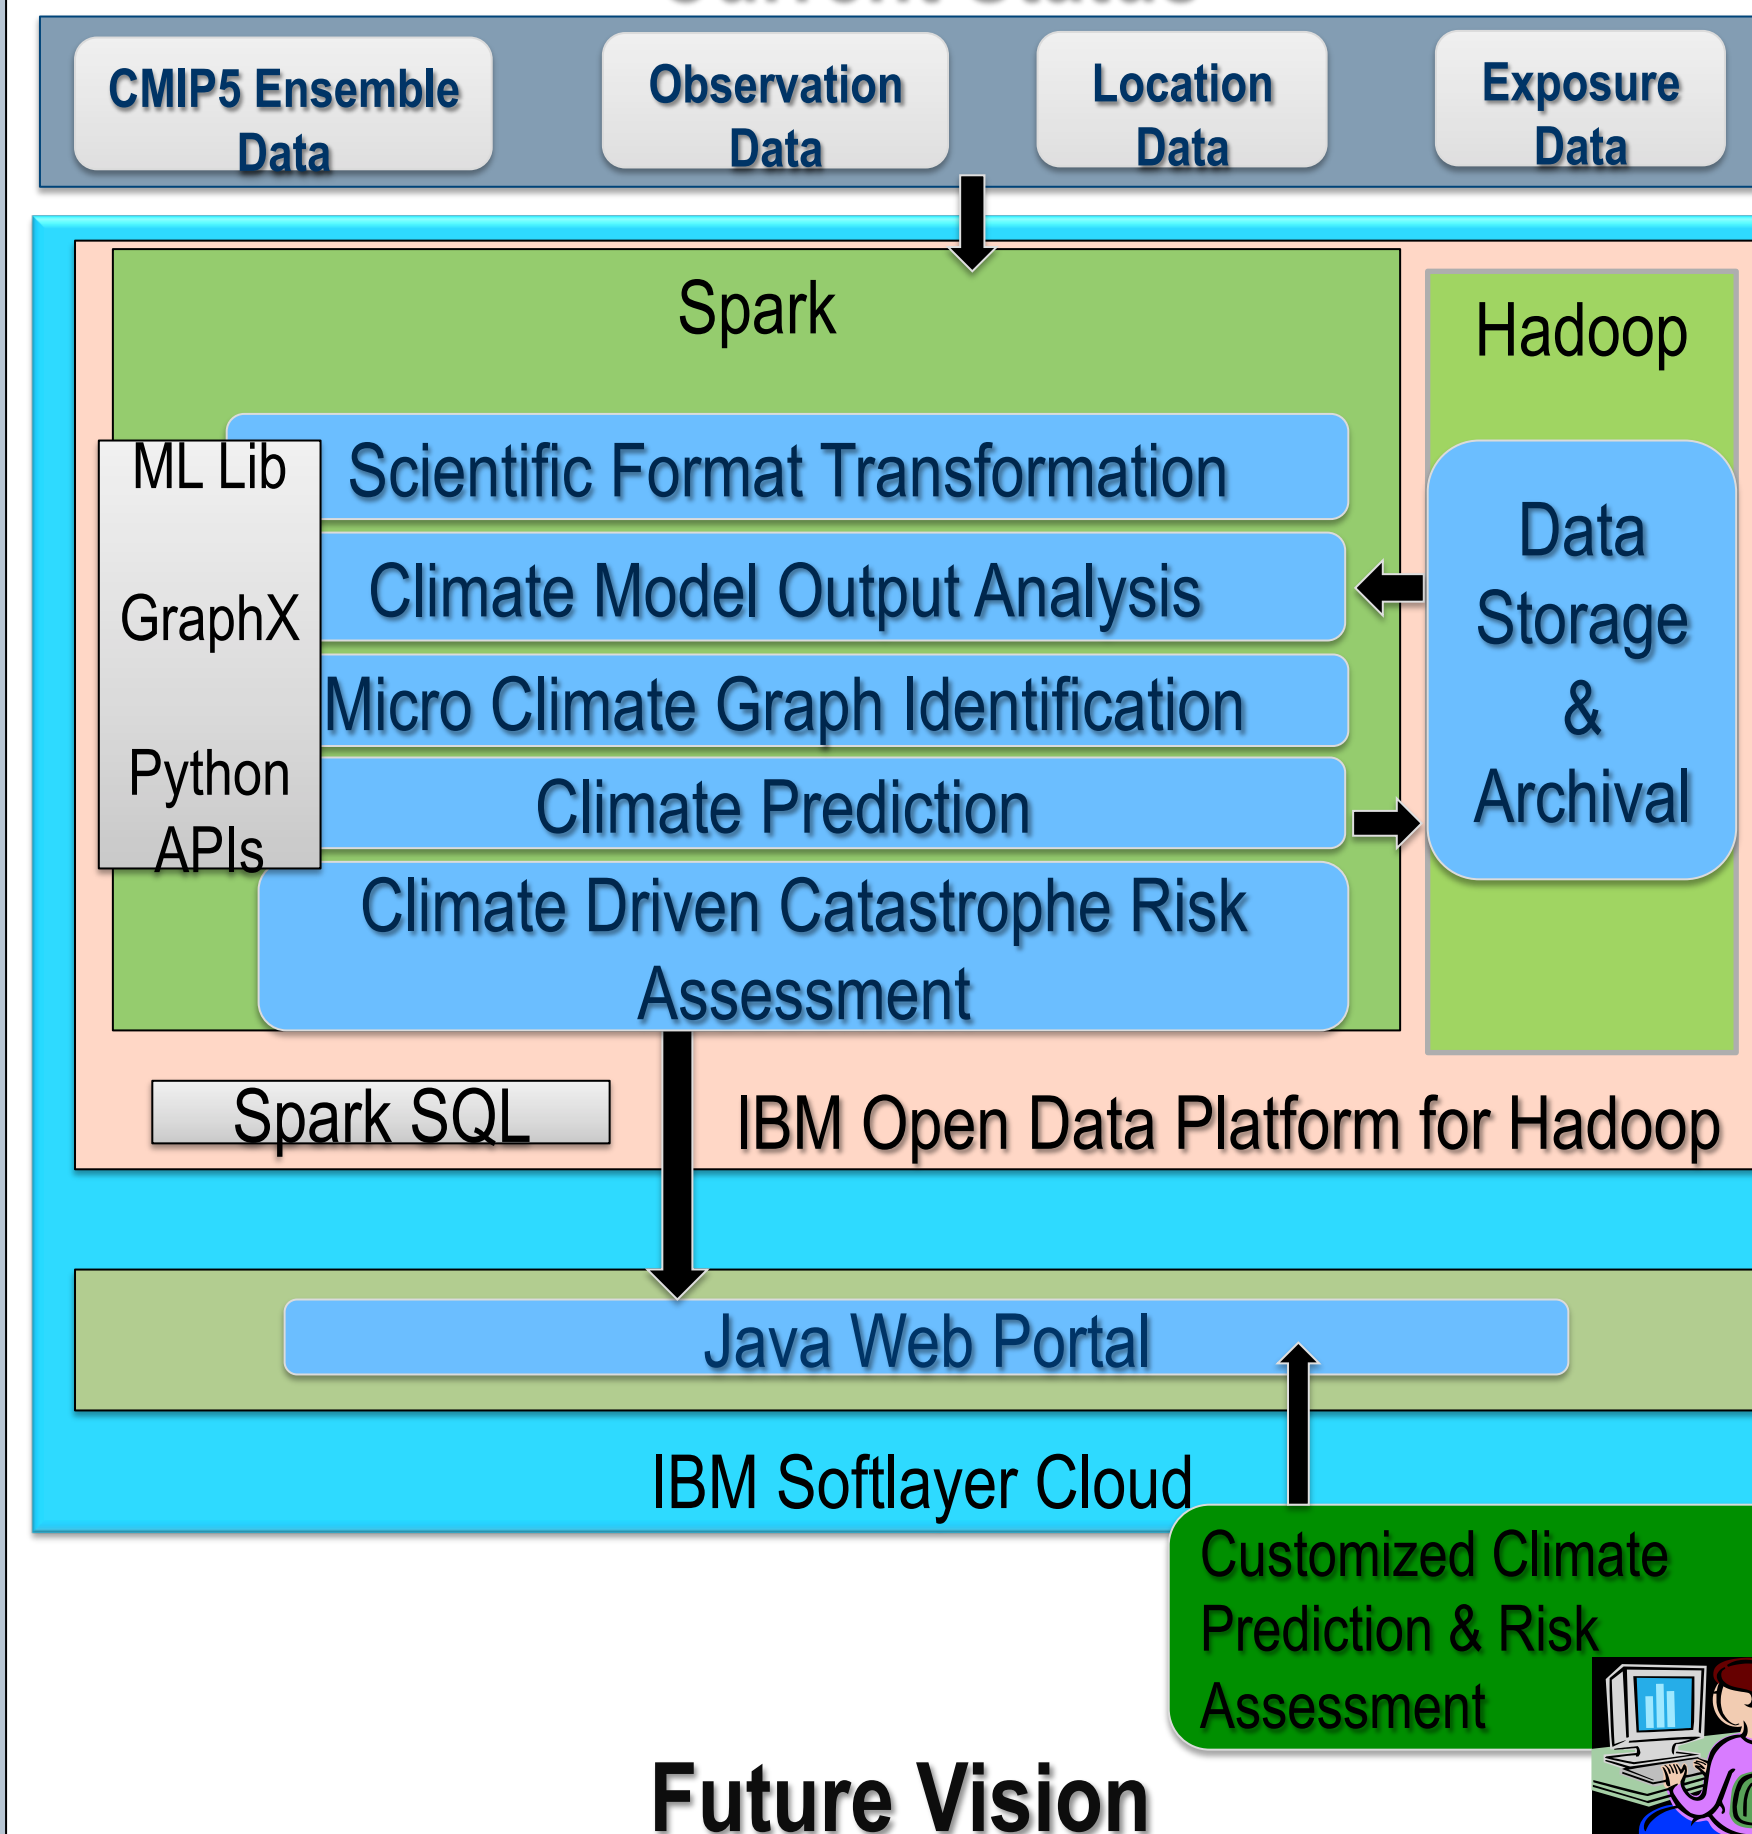 Current Status
CMIP5 Ensemble
Data
Observation
Data
Location
Data
Exposure
Data
Spark
Hadoop
ML Lib
GraphX
Python
APIs
Scientific Format Transformation
Climate Model Output Analysis
Micro Climate Graph Identification
Climate Prediction
Climate Driven Catastrophe Risk
Assessment
Data
Storage
&
Archival
Spark SQL
IBM Open Data Platform for Hadoop
Java Web Portal
IBM Softlayer Cloud
Customized Climate
Prediction & Risk
Assessment
Future Vision